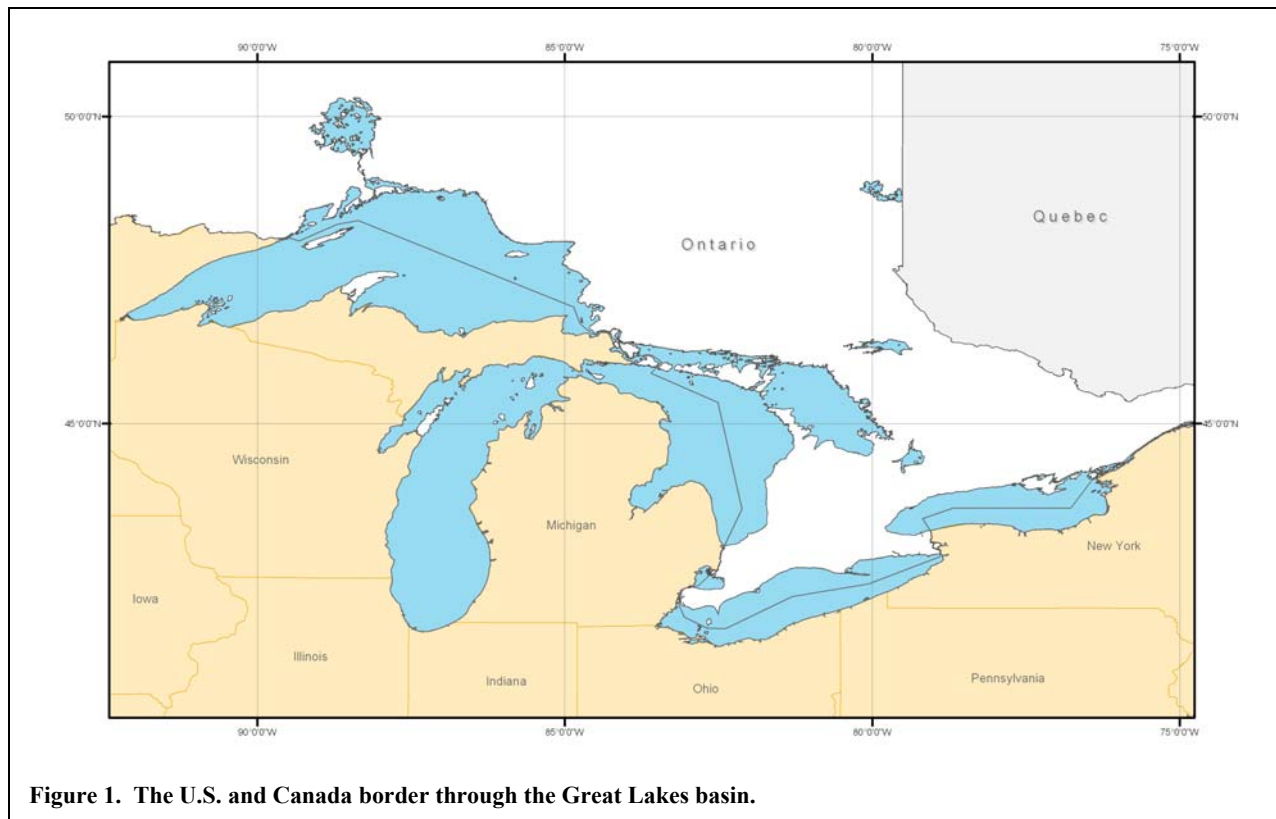 90°0'0"W 85°0'0"W 80°0'0"W 75°0'0"W
50°0'0"N 50°0'0"N
Quebec
Ontario
45°0'0"N 45°0'0"N
Wisconsin
Michigan
New York
Iowa
Illinois
Indiana
Ohio
Pennsylvania
90°0'0"W 85°0'0"W 80°0'0"W 75°0'0"W
Figure 1. The U.S. and Canada border through the Great Lakes basin.